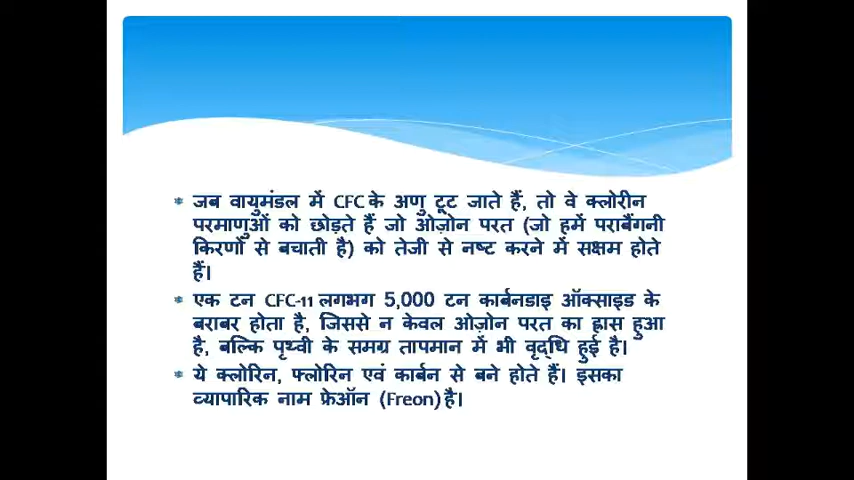 * जब वायुमंडल में CFC के अणु टूट जाते हैं, तो वे क्लोरीन
परमाणुओं को छोड़ते हैं जो ओज़ोन परत (जो हमें पराबैंगनी
किरणों से बचाती है) को तेजी से नष्ट करने में सक्षम होते
हैं।
* एक टन CFC-11 लगभग 5,000 टन कार्बनडाइ ऑक्साइड के
बराबर होता है, जिससे न केवल ओज़ोन परत का ह्रास हुआ
है, बल्कि पृथ्वी के समग्र तापमान में भी वृद्धि हुई है।
* ये क्लोरिन, फ्लोरिन एवं कार्बन से बने होते हैं। इसका
व्यापारिक नाम फ्रेऑन (Freon) है।